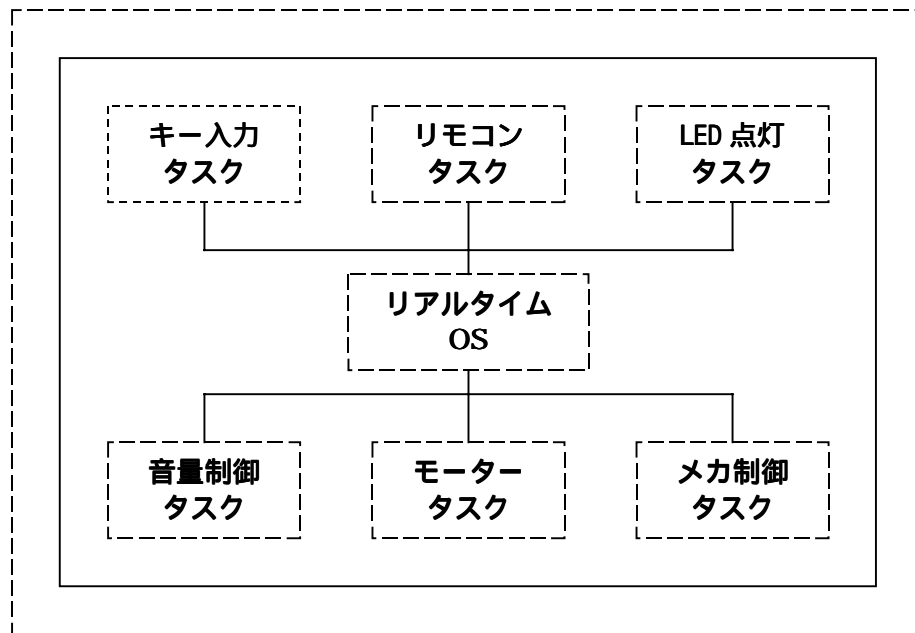 キー入力
タスク
リモコン
タスク
LED 点灯
タスク
リアルタイム
OS
音量制御
タスク
モーター
タスク
メカ制御
タスク